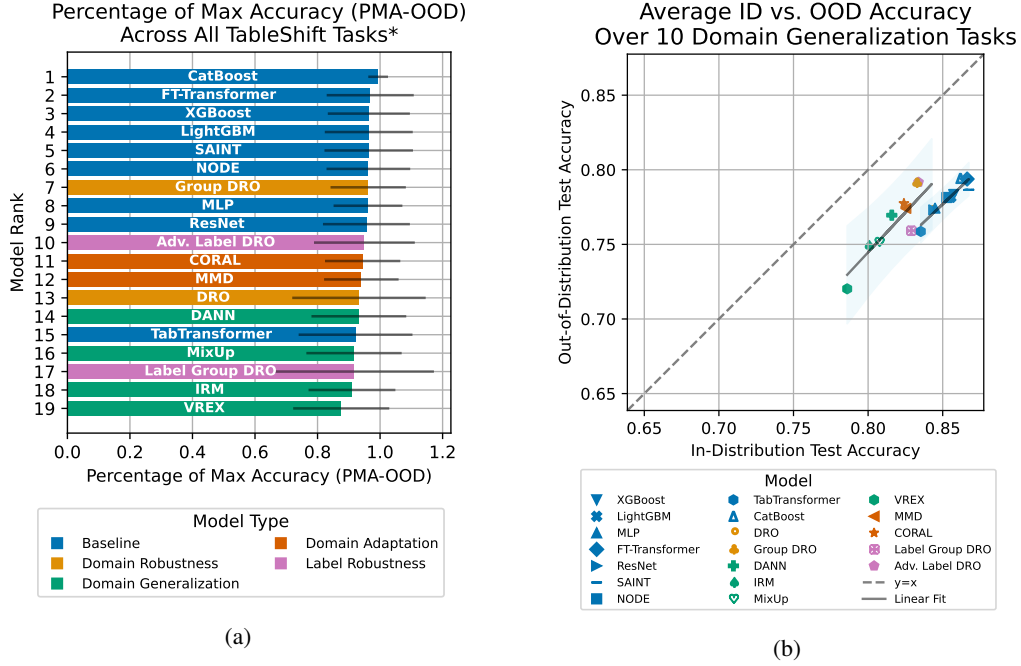 Percentage of Max Accuracy (PMA-OOD)
Across All TableShift Tasks*
Model Rank
1 CatBoost
2 FT-Transformer
3 XGBoost
4 LightGBM
5 SAINT
6 NODE
7 Group DRO
8 MLP
9 ResNet
10 Adv. Label DRO
11 CORAL
12 MMD
13 DRO
14 DANN
15 TabTransformer
16 MixUp
17 Label Group DRO
18 IRM
19 VREX
0.0 0.2 0.4 0.6 0.8 1.0 1.2
Percentage of Max Accuracy (PMA-OOD)
Model Type
Baseline
Domain Robustness
Domain Generalization
Domain Adaptation
Label Robustness
(a)
Average ID vs. OOD Accuracy
Over 10 Domain Generalization Tasks
Out-of-Distribution Test Accuracy
0.85
0.80
0.75
0.70
0.65
0.65 0.70 0.75 0.80 0.85
In-Distribution Test Accuracy
Model
XGBoost
LightGBM
MLP
FT-Transformer
ResNet
SAINT
NODE
TabTransformer
CatBoost
DRO
Group DRO
DANN
IRM
MixUp
VREX
MMD
CORAL
Label Group DRO
Adv. Label DRO
y=x
Linear Fit
(b)